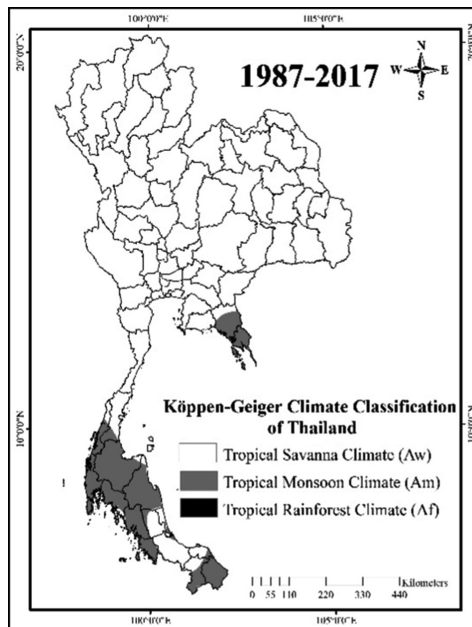 100°0'0"E
105°0'0"E
20°0'0"N
1987-2017
N
W E
S
Köppen-Geiger Climate Classification
of Thailand
10°0'0"N
Tropical Savanna Climate (Aw)
Tropical Monsoon Climate (Am)
Tropical Rainforest Climate (Af)
Kilometers
0 55 110 220 330 440
100°0'0"E
105°0'0"E